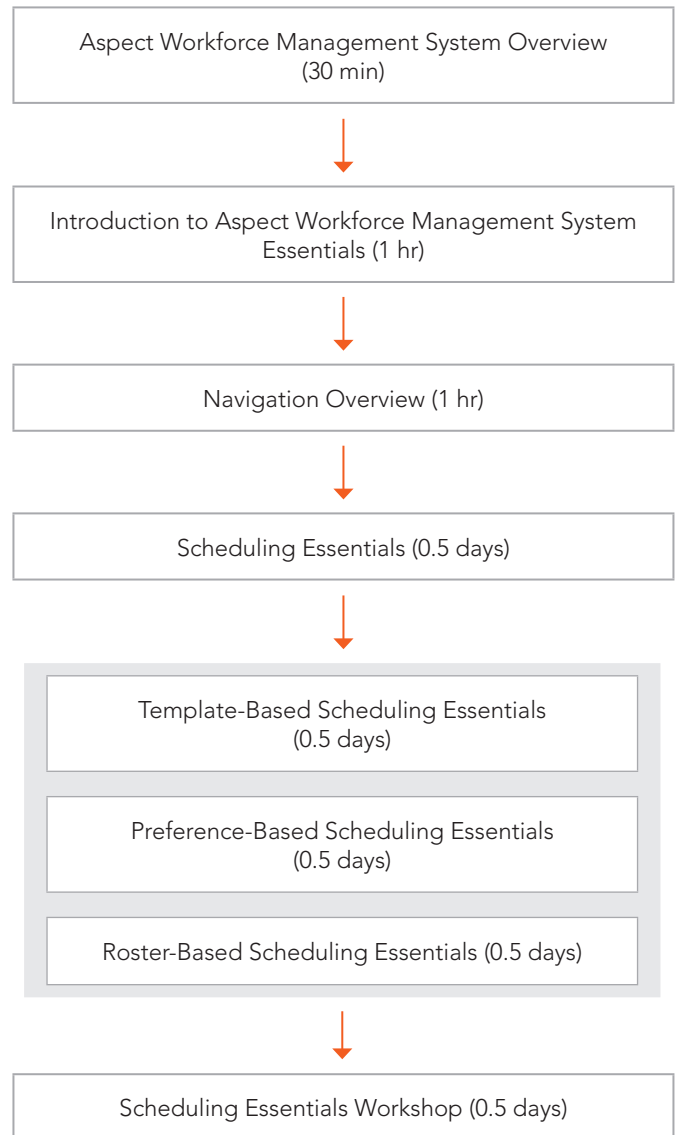 Aspect Workforce Management System Overview
(30 min)
Introduction to Aspect Workforce Management System
Essentials (1 hr)
Navigation Overview (1 hr)
Scheduling Essentials (0.5 days)
Template-Based Scheduling Essentials
(0.5 days)
Preference-Based Scheduling Essentials
(0.5 days)
Roster-Based Scheduling Essentials (0.5 days)
Scheduling Essentials Workshop (0.5 days)